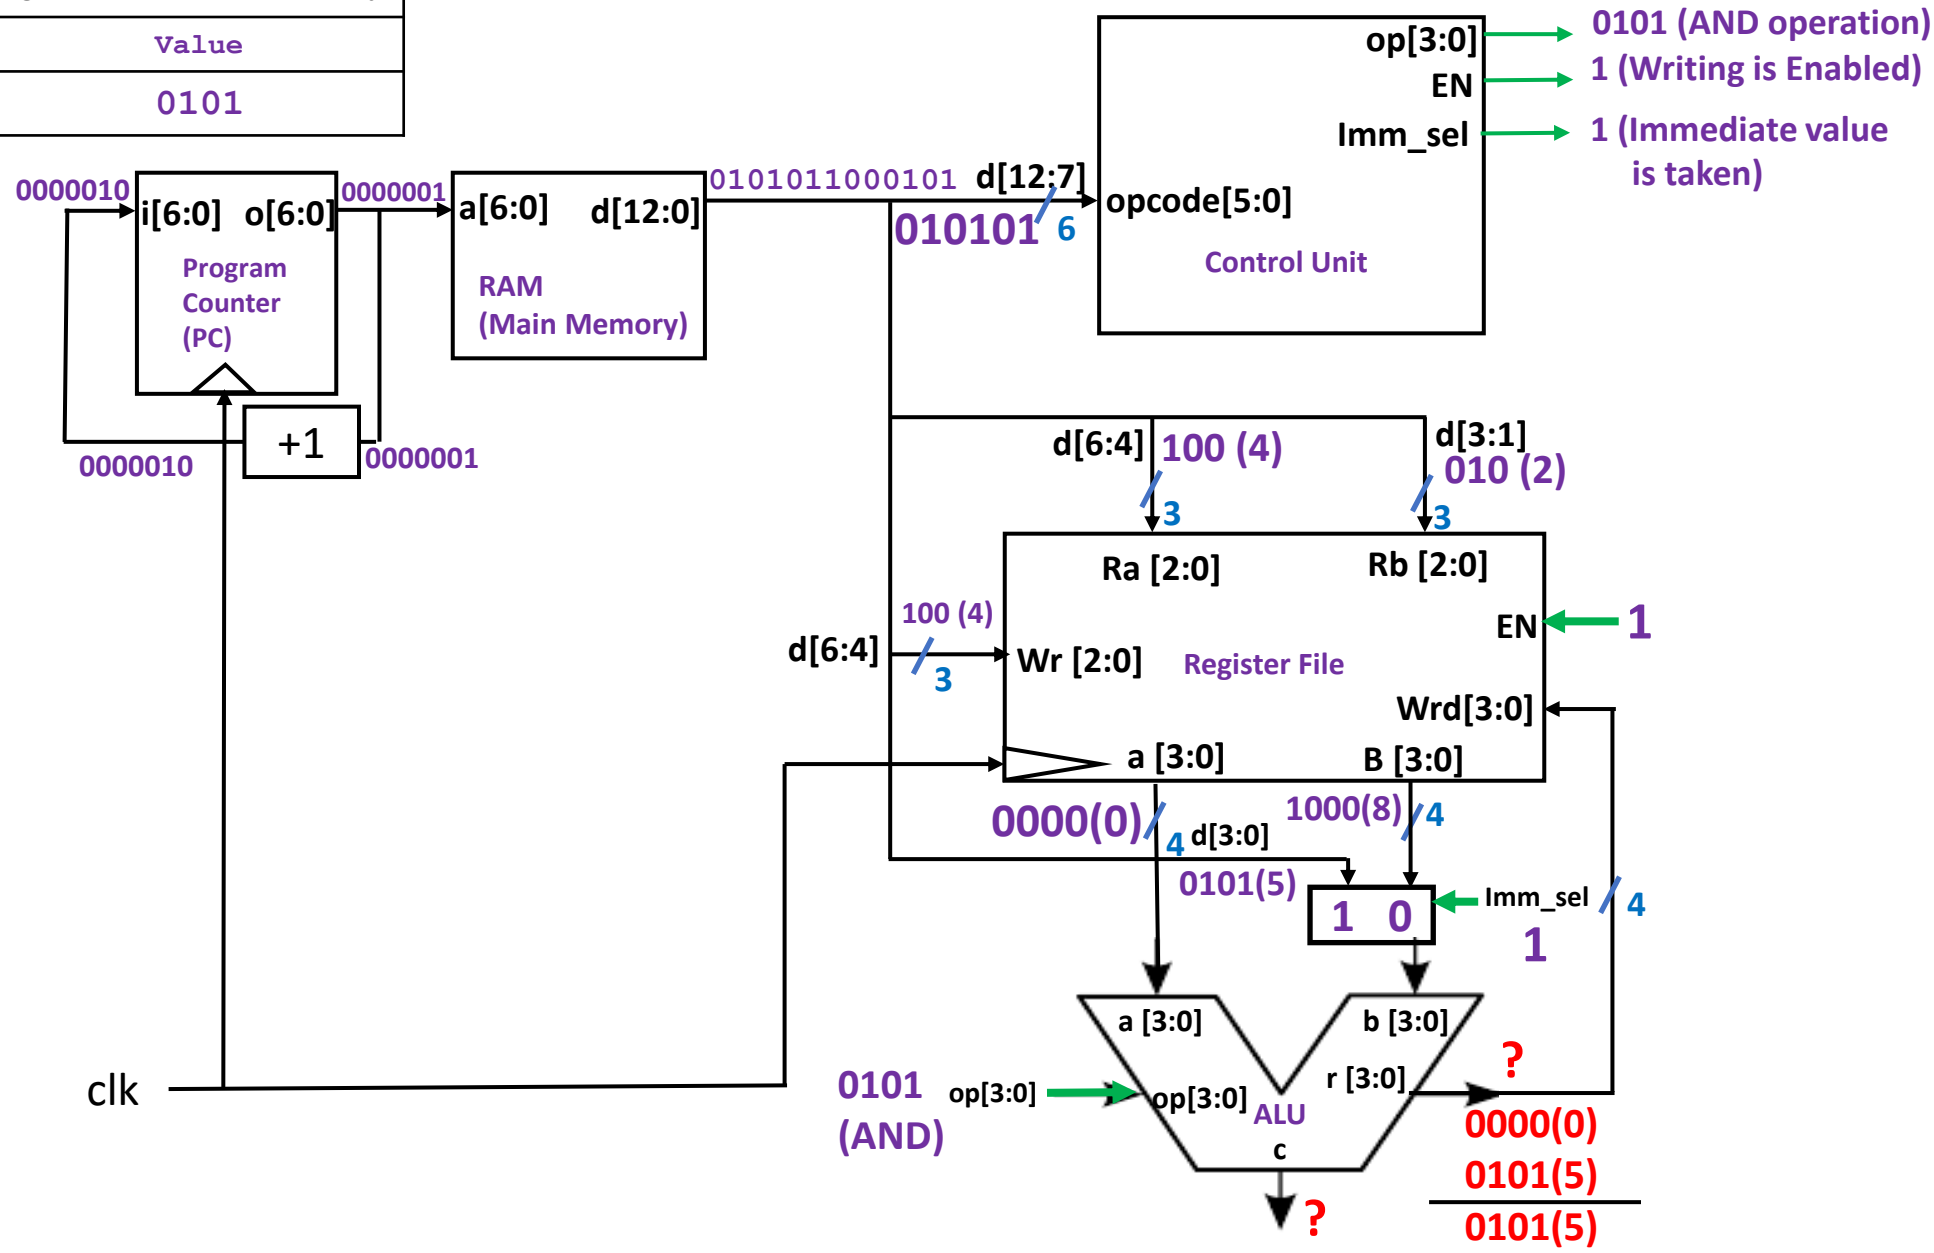 Value
0101
op[3:0]
0101 (AND operation)
EN
1 (Writing is Enabled)
Imm_sel
1 (Immediate value
is taken)
0000010
i[6:0]
o[6:0]
0000001
a[6:0]
d[12:0]
0101011000101
d[12:7]
010101
6
opcode[5:0]
Control Unit
Program
Counter
(PC)
RAM
(Main Memory)
+1
0000010
0000001
d[6:4]
100 (4)
3
d[3:1]
010 (2)
3
Ra [2:0]
Rb [2:0]
100 (4)
d[6:4]
3
Wr [2:0]
Register File
EN
1
Wrd[3:0]
a [3:0]
B [3:0]
0000(0)
4
1000(8)
4
d[3:0]
0101(5)
1 0
Imm_sel
1
4
a [3:0]
b [3:0]
clk
0101
(AND)
op[3:0]
op[3:0]
ALU
r [3:0]
c
?
?
0000(0)
0101(5)
0101(5)